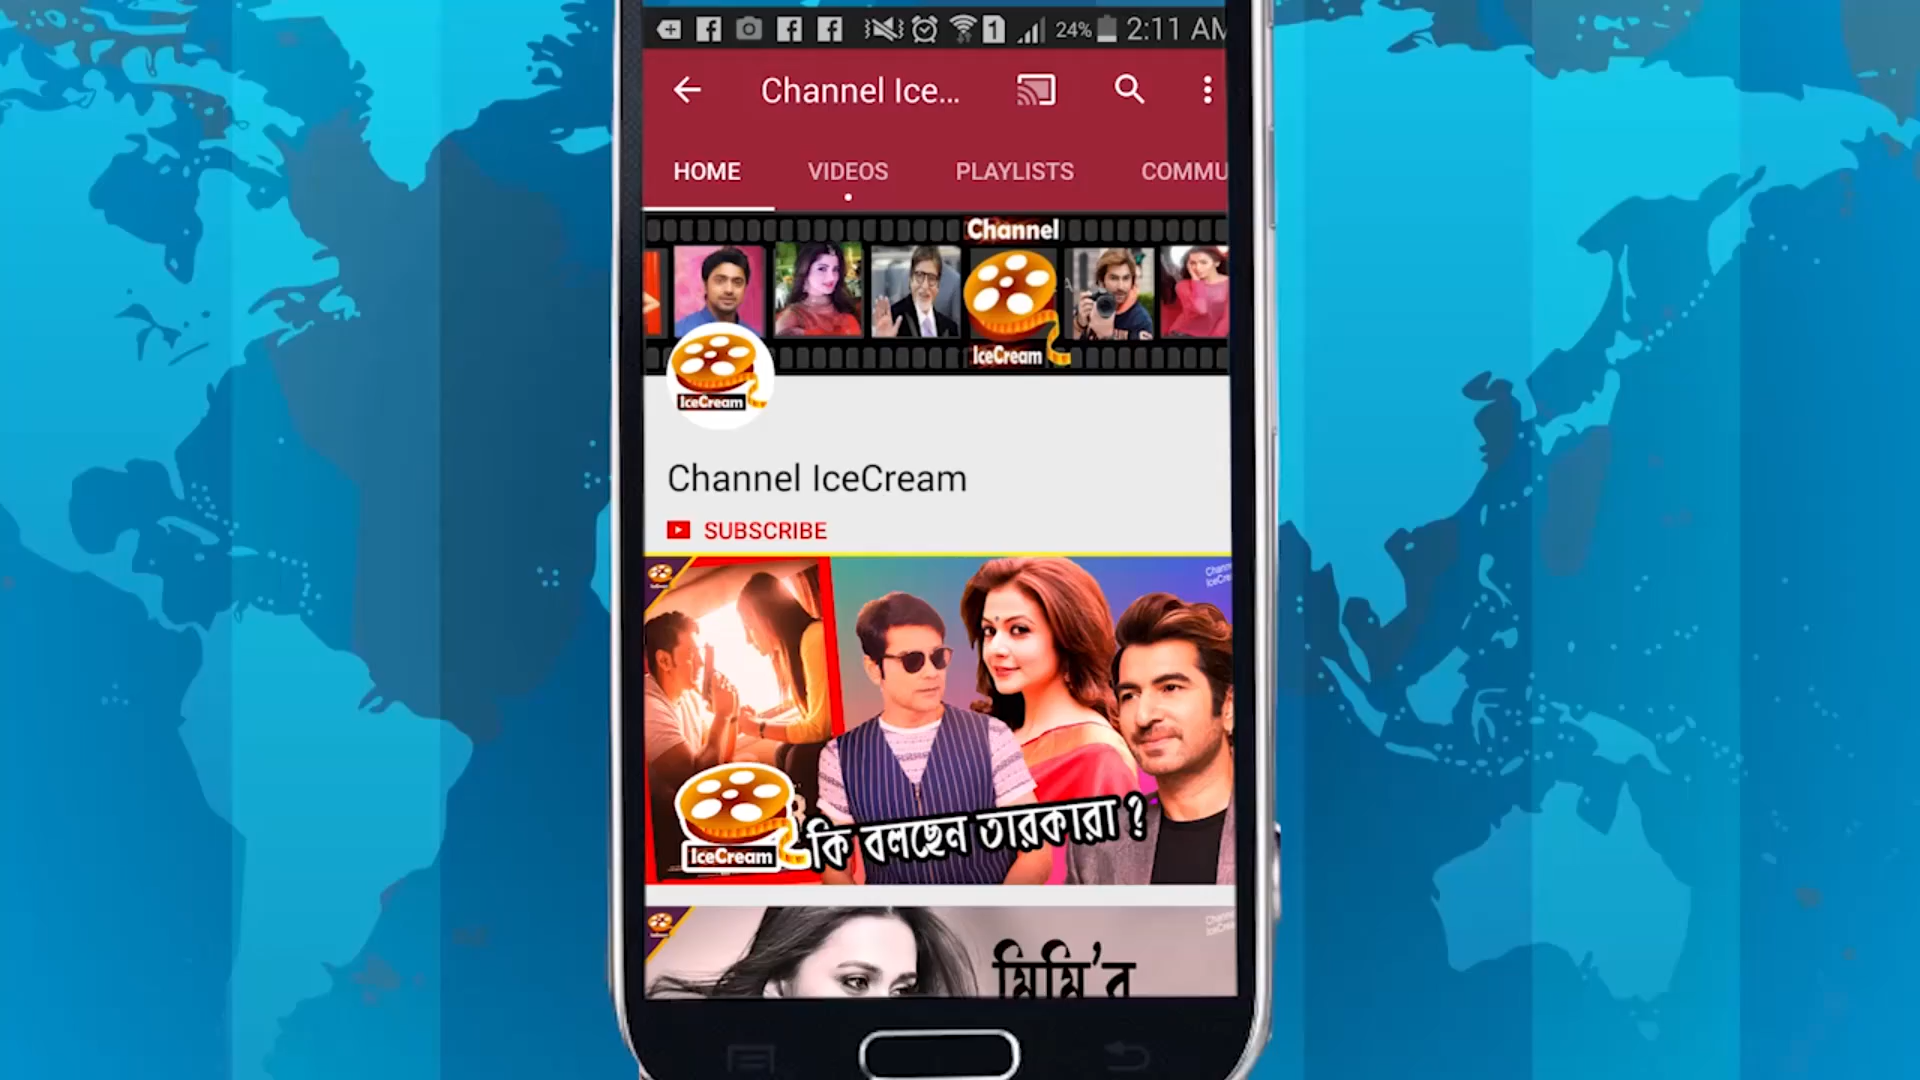 24% 2:11 AM
Channel Ice...
HOME VIDEOS PLAYLISTS COMMU
Channel
IceCream
IceCream
Channel IceCream
SUBSCRIBE
কি বলছেন তারকারা ?
IceCream
মিমি'র